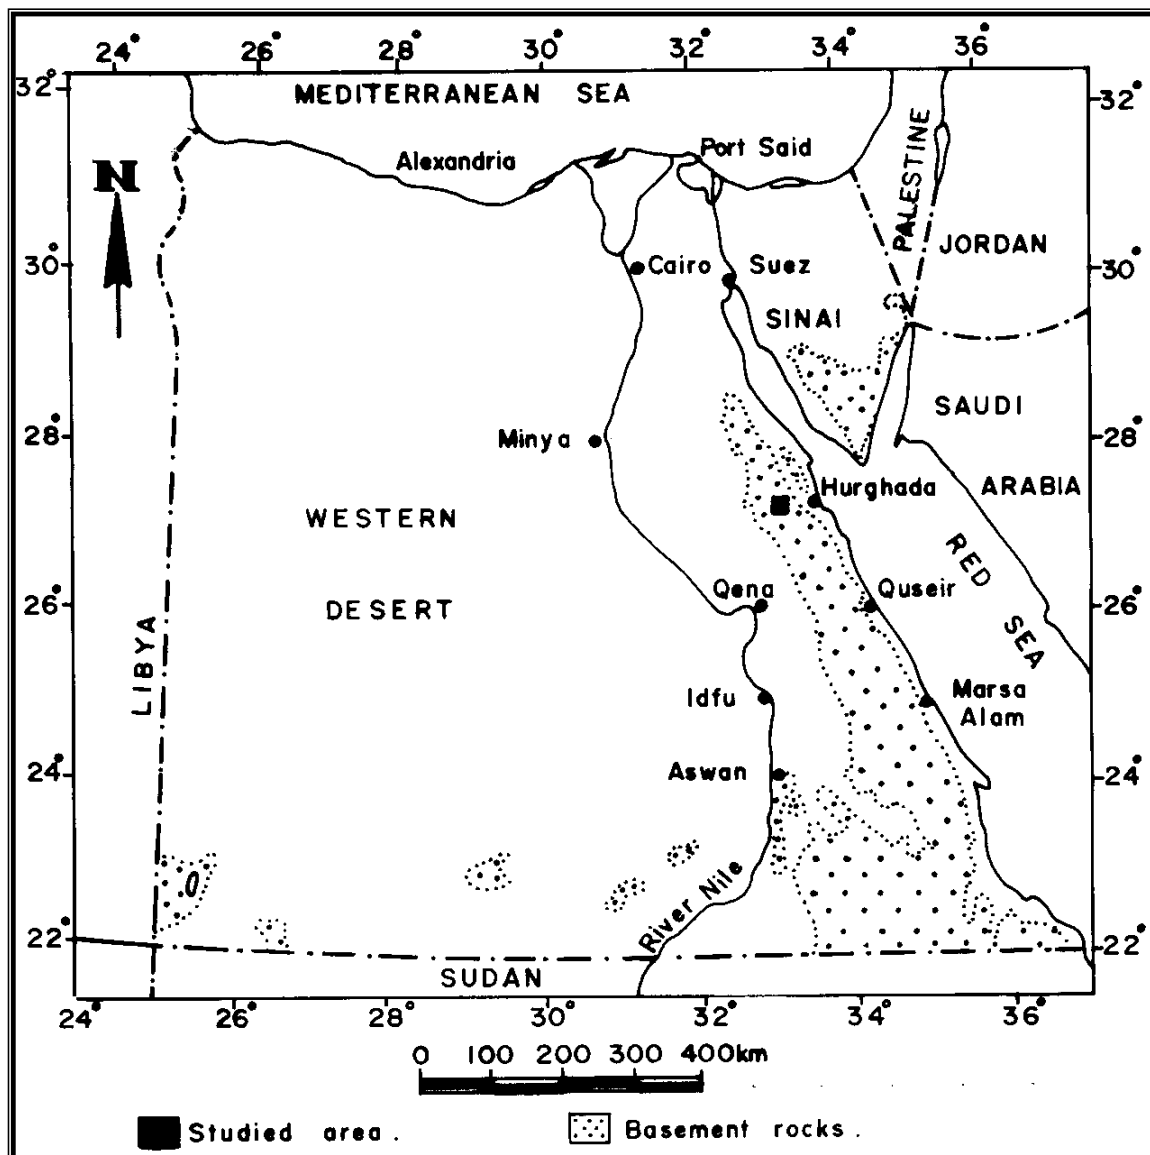 24° 26° 28° 30° 32° 34° 36°
32° MEDITERRANEAN SEA 32°
Alexandria Port Said
N
PALESTINE
JORDAN
30° Cairo Suez 30°
SINAI
SAUDI
28° Minya 28°
Hurghada ARABIA
WESTERN
RED SEA
26° Qena Quseir 26°
DESERT
LIBYA
Idfu Marsa
Alam
24° Aswan 24°
River Nile
22° 22°
SUDAN
24° 26° 28° 30° 32° 34° 36°
0 100 200 300 400km
Studied area . Basement rocks .